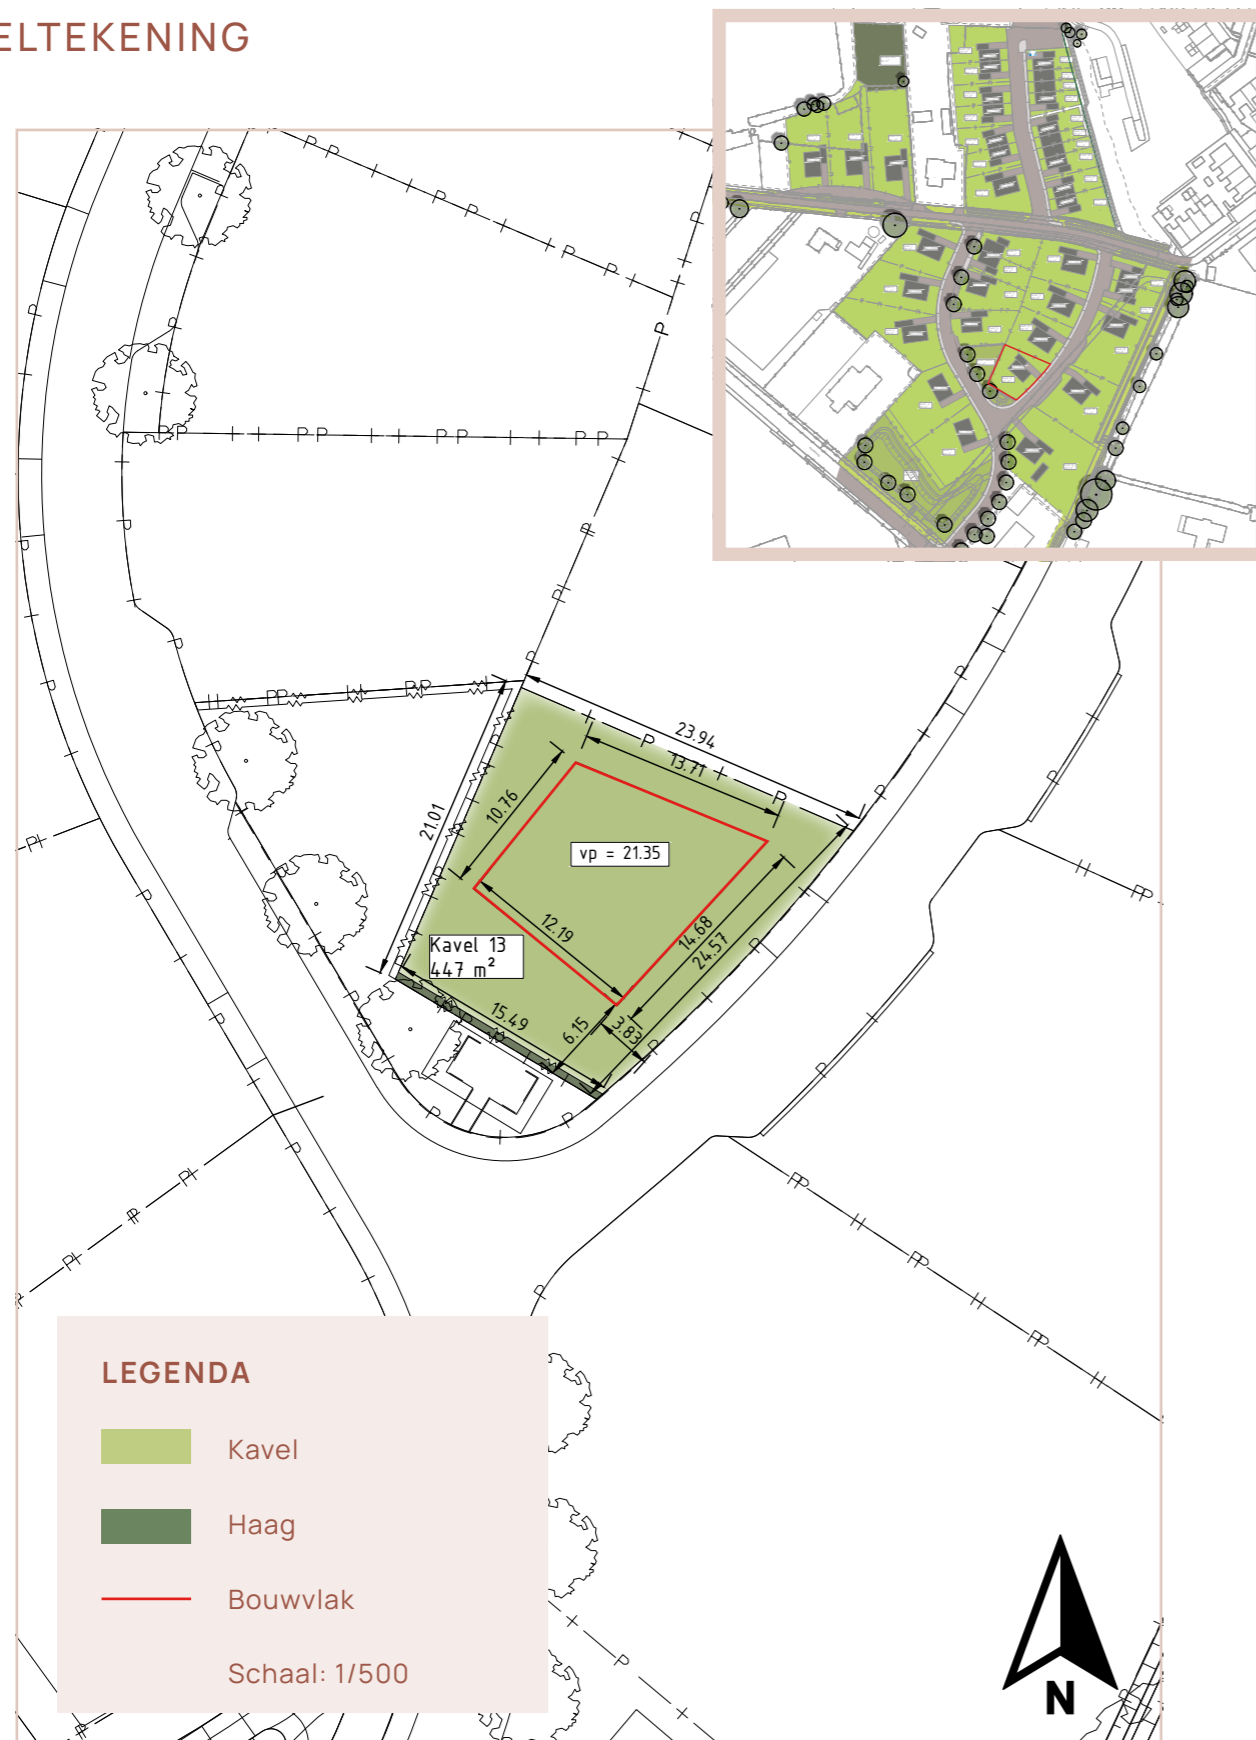 ELTEKENING
23.94
13.71
10.76
21.01
vp = 21.35
12.19
14.68
24.57
Kavel 13
447 m²
15.49
6.15
3.83
LEGENDA
Kavel
Haag
Bouwvlak
Schaal: 1/500
N